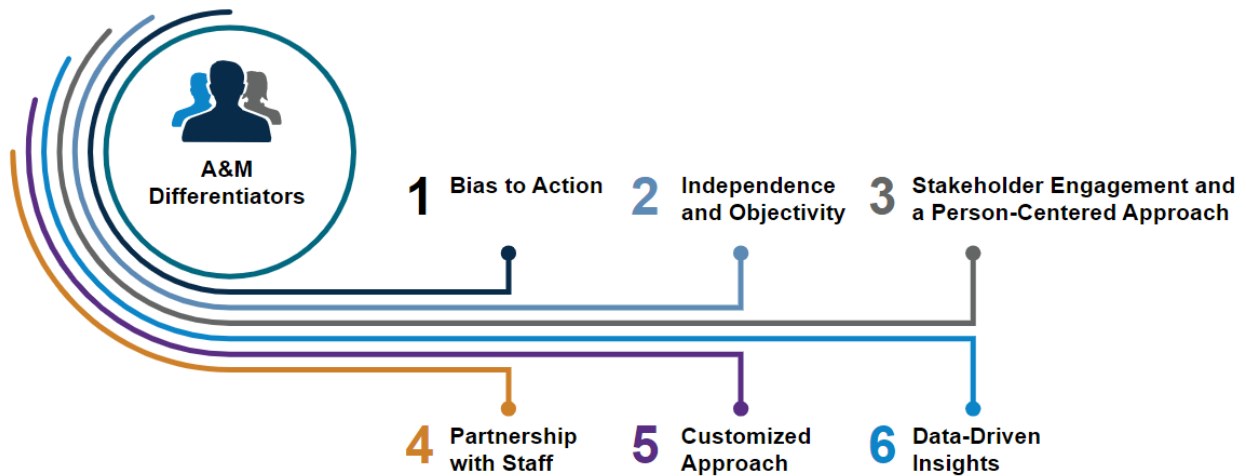 A&M
Differentiators
1 Bias to Action
2 Independence
and Objectivity
3 Stakeholder Engagement and
a Person-Centered Approach
4 Partnership
with Staff
5 Customized
Approach
6 Data-Driven
Insights